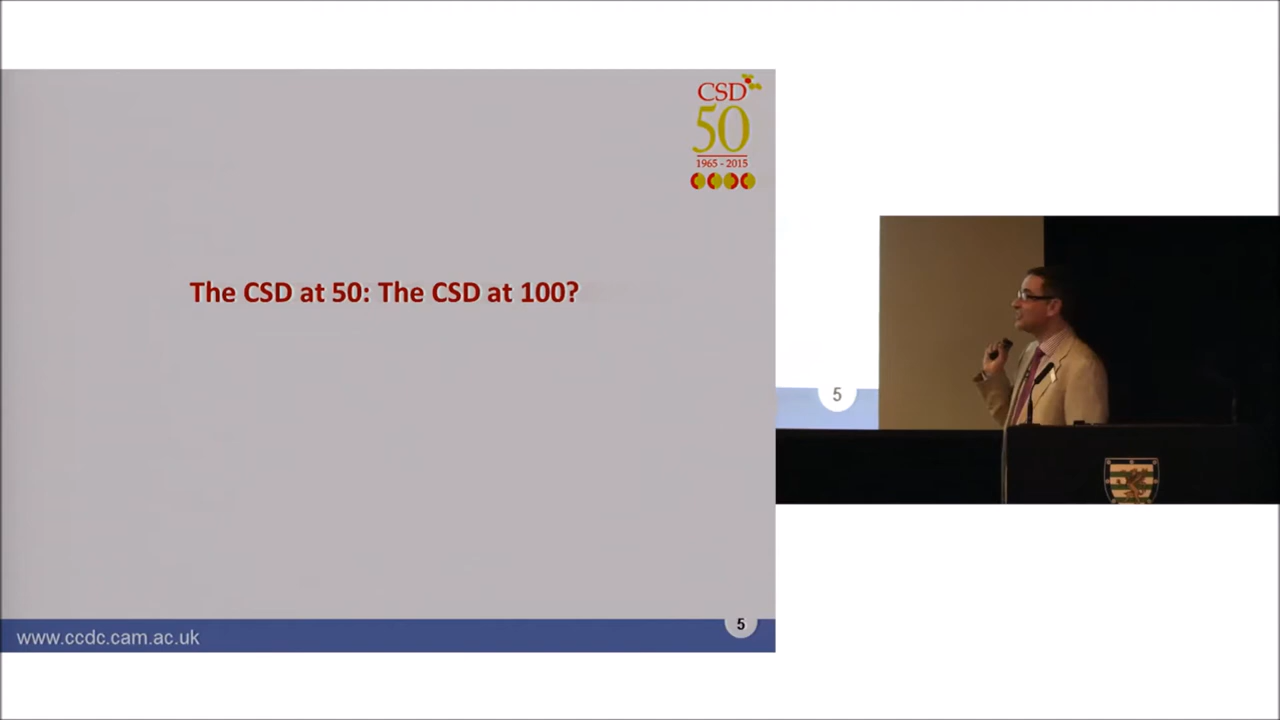 CSD
50
1965 - 2015
The CSD at 50: The CSD at 100?
5
www.ccdc.cam.ac.uk
5